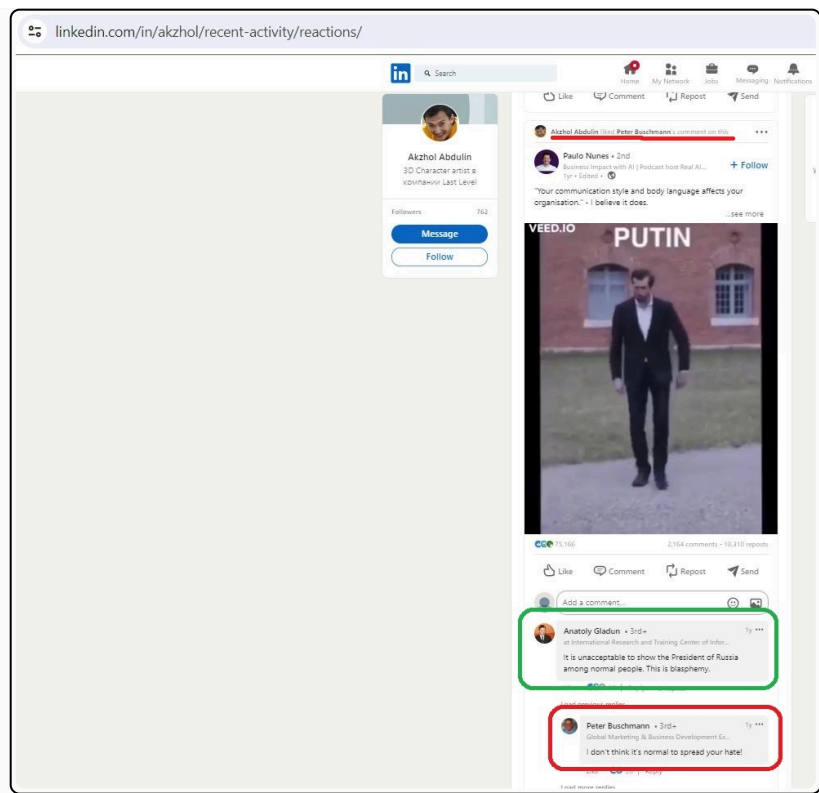 linkedin.com/in/akzhol/recent-activity/reactions/
in
Search
Home My Network Jobs Messaging Notifications
Like Comment Repost Send
Akzhol Abdulin
3D Character artist в
компании Last Level
Followers 762
Message
Follow
Akzhol Abdulin liked Peter Buschmann's comment on this
Paulo Nunes • 2nd
Business Impact with AI | Podcast host Real AI...
1yr • Edited •
+ Follow
"Your communication style and body language affects your
organisation." - I believe it does.
...see more
VEED.IO
PUTIN
75,166 2,164 comments • 10,310 reposts
Like Comment Repost Send
Add a comment...
Anatoly Gladun • 3rd+ 1y
at International Research and Training Center of Infor...
It is unacceptable to show the President of Russia
among normal people. This is blasphemy.
Load previous replies
Peter Buschmann • 3rd+ 1y
Global Marketing & Business Development Ex...
I don't think it's normal to spread your hate!
Reply
Load more replies